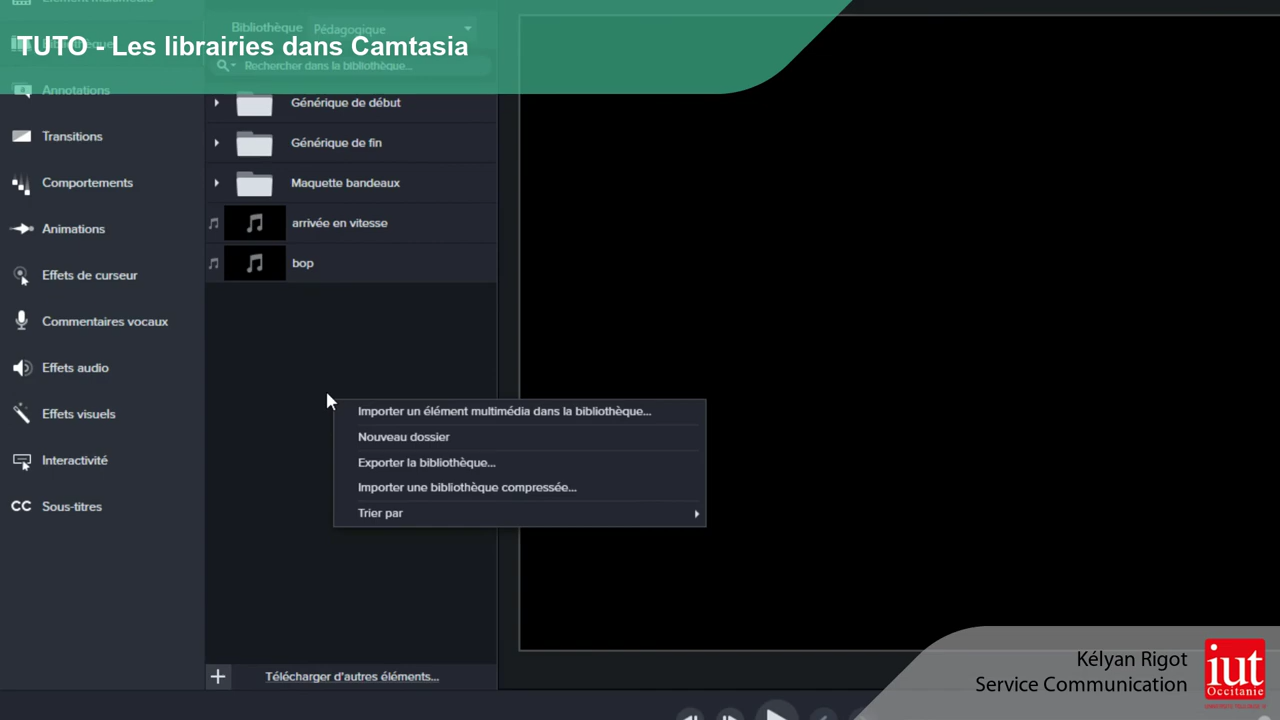 Élément multimédia
Bibliothèque Pédagogique
TUTO - Les librairies dans Camtasia
Bibliothèque
Rechercher dans la bibliothèque...
Annotations
Générique de début
Transitions
Générique de fin
Comportements
Maquette bandeaux
Animations
arrivée en vitesse
Effets de curseur
bop
Commentaires vocaux
Effets audio
Effets visuels
Interactivité
CC Sous-titres
Importer un élément multimédia dans la bibliothèque...
Nouveau dossier
Exporter la bibliothèque...
Importer une bibliothèque compressée...
Trier par
+ Télécharger d'autres éléments...
Kélyan Rigot
Service Communication
iut
Occitanie